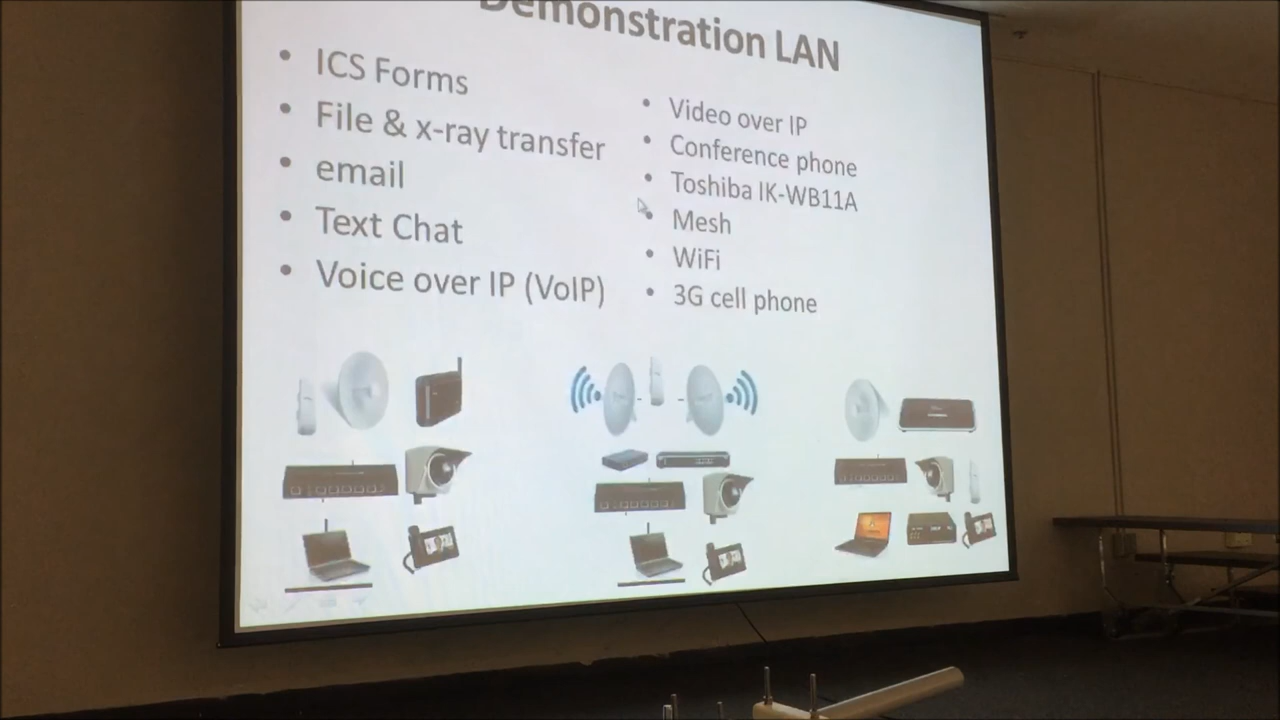 Demonstration LAN
ICS Forms
File & x-ray transfer
email
Text Chat
Voice over IP (VoIP)
Video over IP
Conference phone
Toshiba IK-WB11A
Mesh
WiFi
3G cell phone